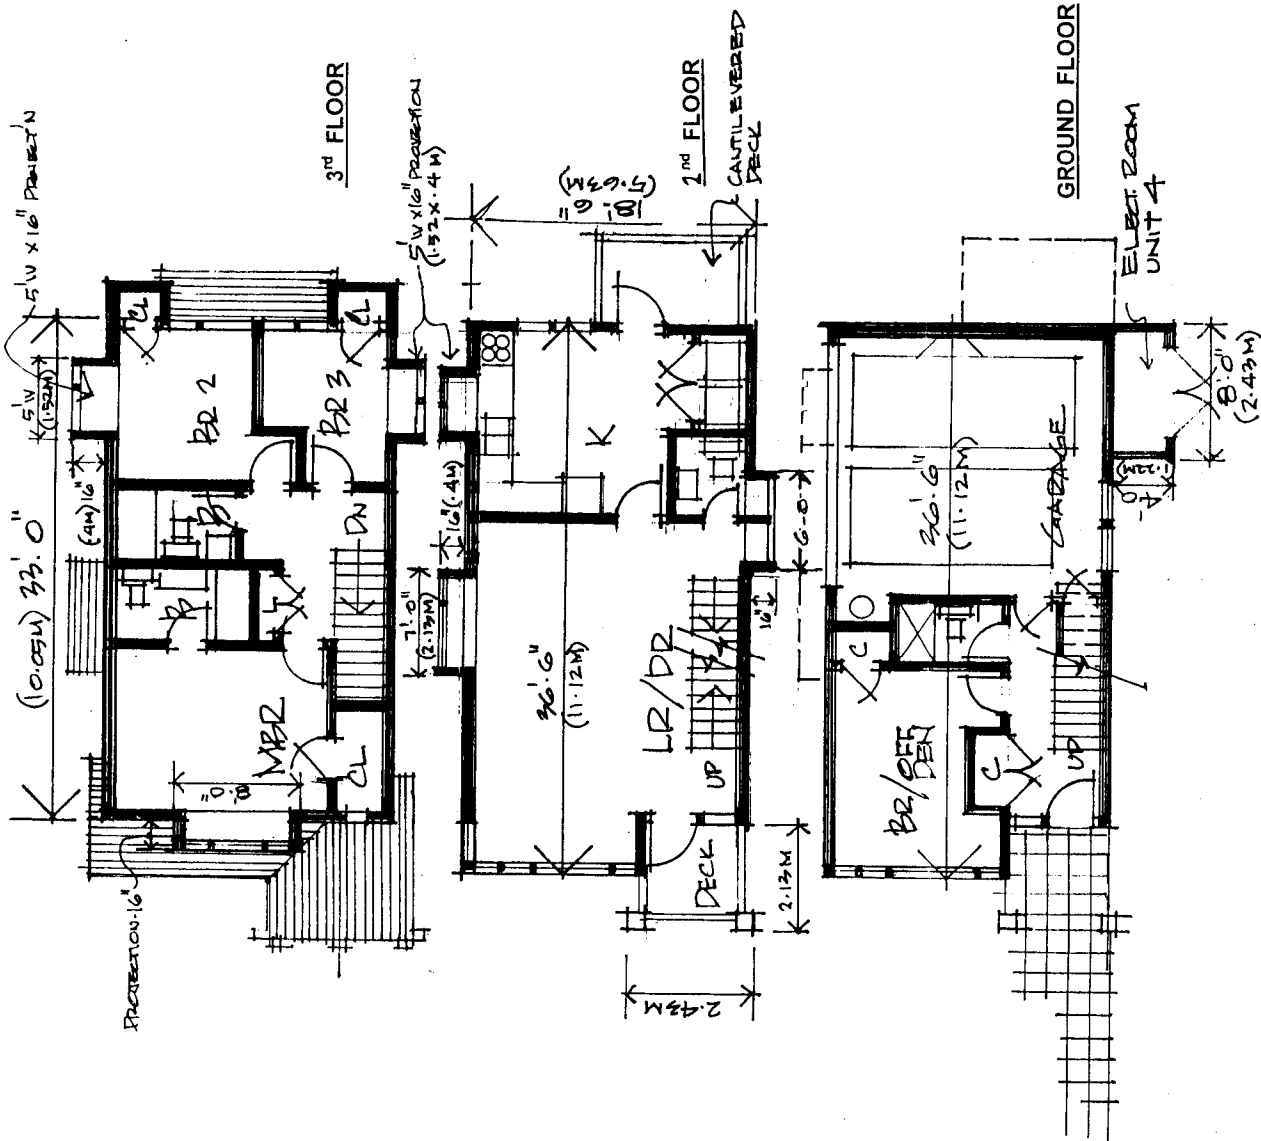 3rd FLOOR
5'W X 16" PROJECT'N
(10.05M) 33'.0"
5'W
(1.52M)
(.4M) 16"
CL
BR 2
CL
BR 3
B
B
L
DN
MBR
CL
8'.0"
PROJECTION 16"
2nd FLOOR
5'W X 16" PROJECTION
(1.52 X .4 M)
18'.6"
(5.63M)
CANTILEVERED
DECK
K
16" (.4M)
7'.0"
(2.13M)
36'.6"
(11.12M)
LR/DR
UP
DECK
6'.0"
16"
2.13M
2.43M
GROUND FLOOR
ELECT. ROOM
UNIT 4
36'.6"
(11.12M)
GARAGE
8'.0"
(2.43M)
C
BR/OFF
DEN
C
UP